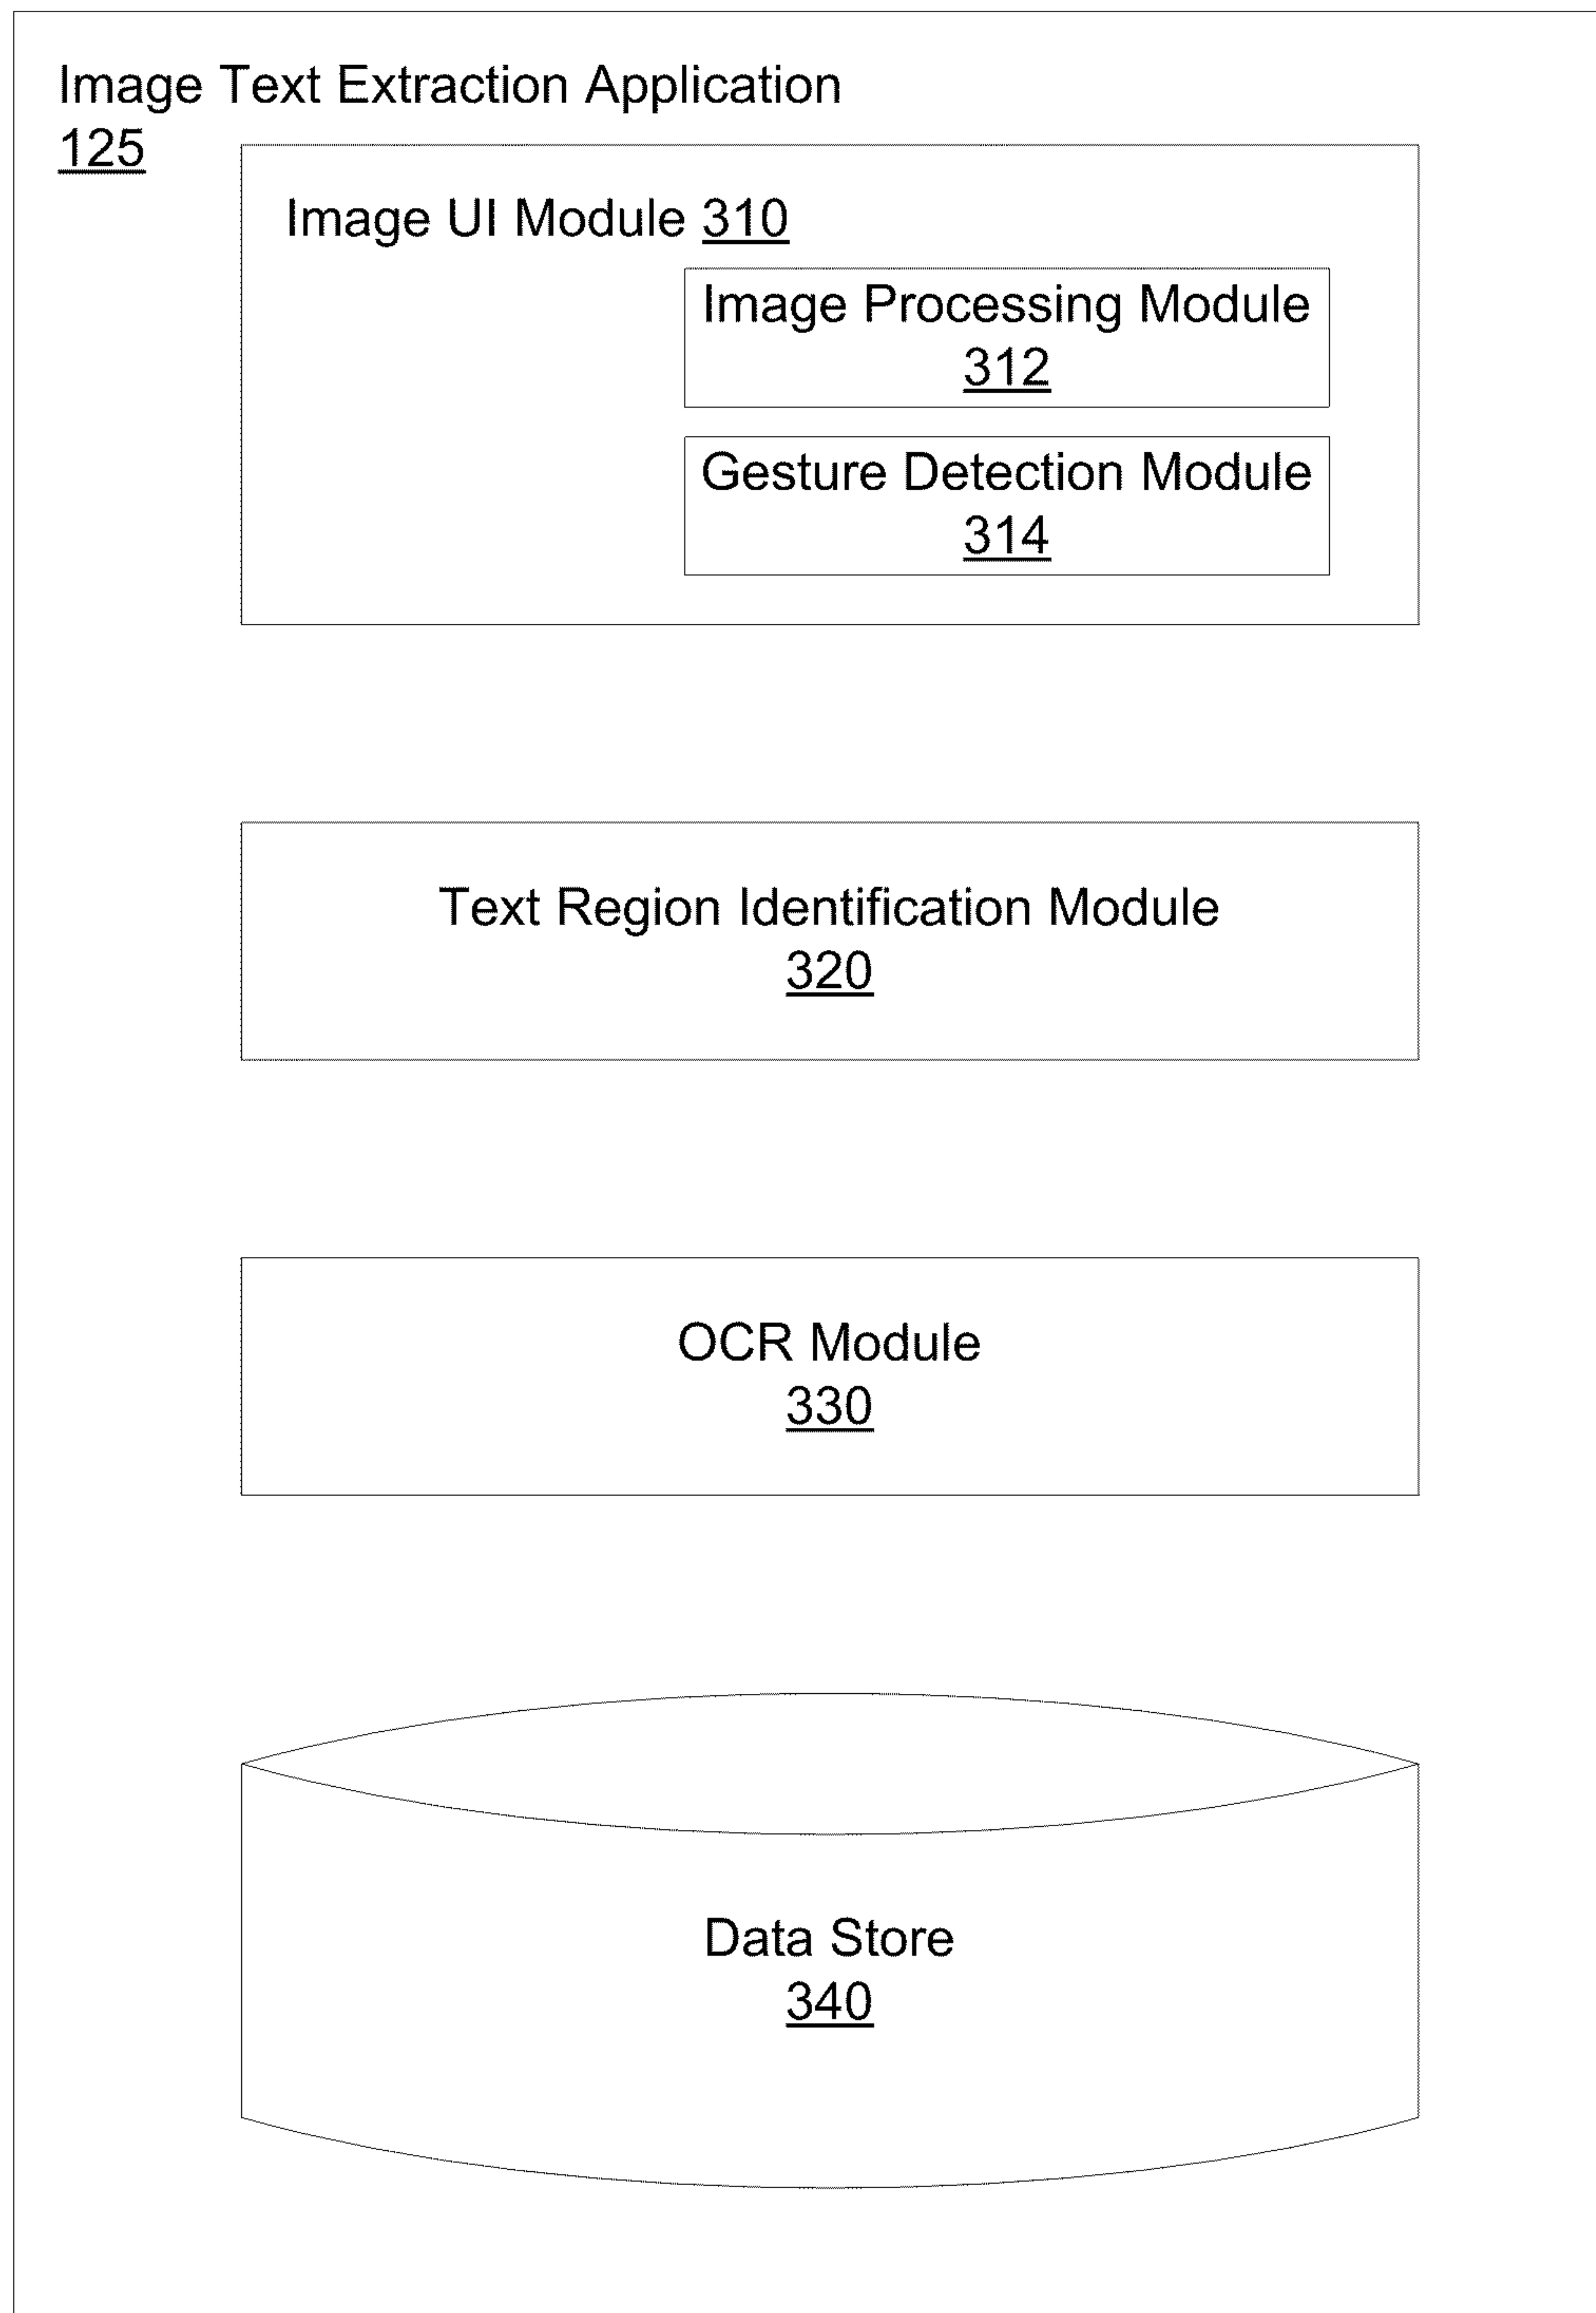 Image Text Extraction Application
125
Image UI Module 310
Image Processing Module
312
Gesture Detection Module
314
Text Region Identification Module
320
OCR Module
330
Data Store
340